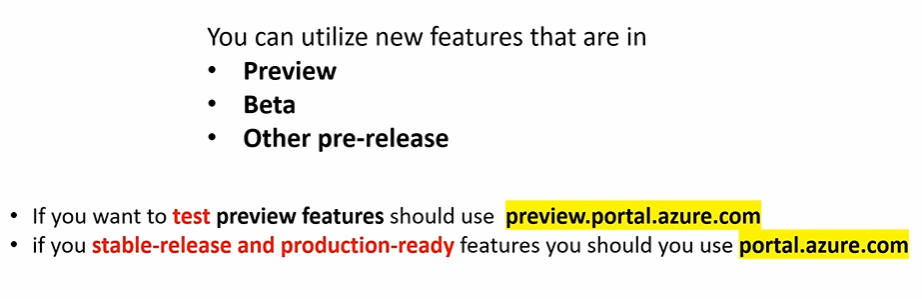 You can utilize new features that are in
• Preview
• Beta
• Other pre-release
• If you want to test preview features should use preview.portal.azure.com
• if you stable-release and production-ready features you should you use portal.azure.com